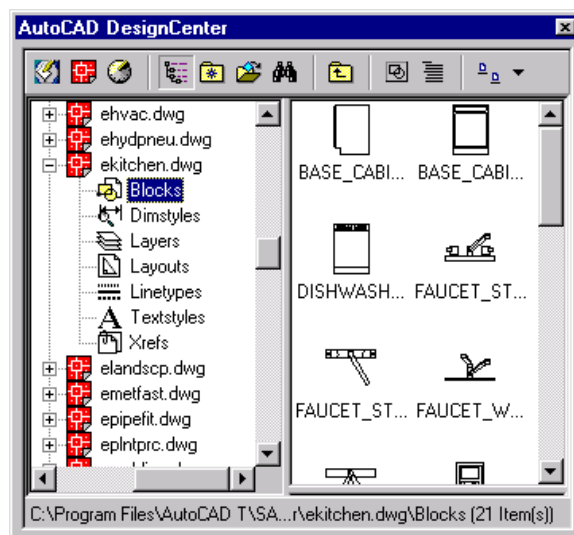 AutoCAD DesignCenter
ehvac.dwg
ehydpneu.dwg
ekitchen.dwg
Blocks
Dimstyles
Layers
Layouts
Linetypes
Textstyles
Xrefs
elandscp.dwg
emetfast.dwg
epipefit.dwg
eplntprc.dwg
BASE_CABI... BASE_CABI...
DISHWASH... FAUCET_ST...
FAUCET_ST... FAUCET_W...
C:\Program Files\AutoCAD T\SA...r\ekitchen.dwg\Blocks (21 Item(s))